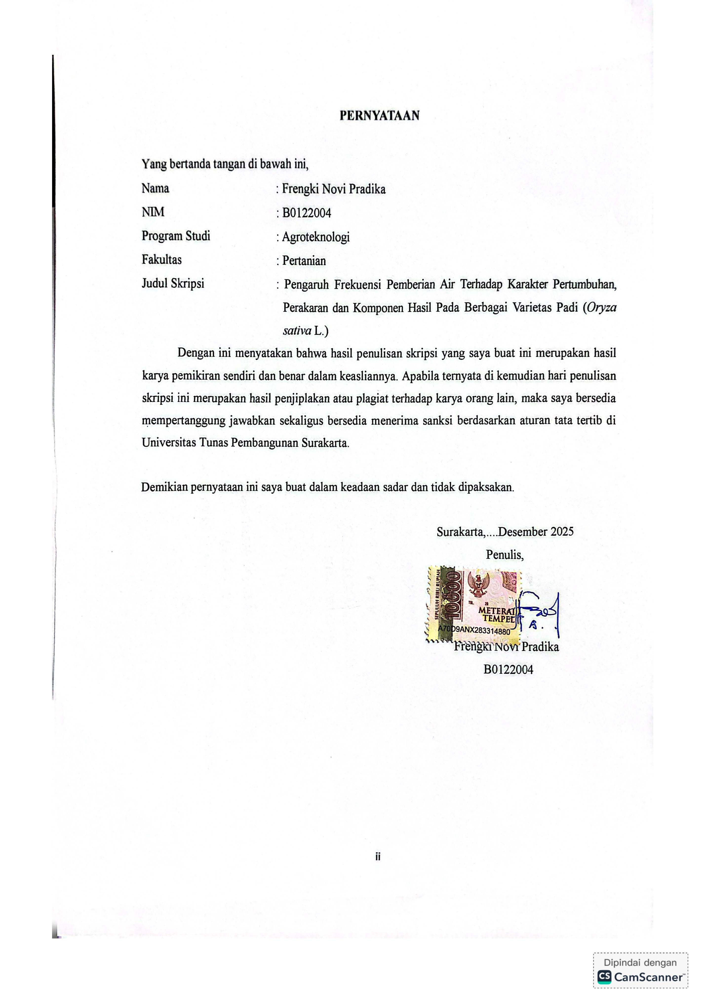 PERNYATAAN
Yang bertanda tangan di bawah ini,
Nama : Frengki Novi Pradika
NIM : B0122004
Program Studi : Agroteknologi
Fakultas : Pertanian
Judul Skripsi : Pengaruh Frekuensi Pemberian Air Terhadap Karakter Pertumbuhan,
Perakaran dan Komponen Hasil Pada Berbagai Varietas Padi (Oryza
sativa L.)
Dengan ini menyatakan bahwa hasil penulisan skripsi yang saya buat ini merupakan hasil
karya pemikiran sendiri dan benar dalam keasliannya. Apabila ternyata di kemudian hari penulisan
skripsi ini merupakan hasil penjiplakan atau plagiat terhadap karya orang lain, maka saya bersedia
mempertanggung jawabkan sekaligus bersedia menerima sanksi berdasarkan aturan tata tertib di
Universitas Tunas Pembangunan Surakarta.
Demikian pernyataan ini saya buat dalam keadaan sadar dan tidak dipaksakan.
Surakarta,....Desember 2025
Penulis,
SEPULUH RIBU RUPIAH
10000
TGL. 20
METERAI
TEMPEL
A70D9ANX283314880
Frengki Novi Pradika
B0122004
ii
Dipindai dengan
CS CamScanner™